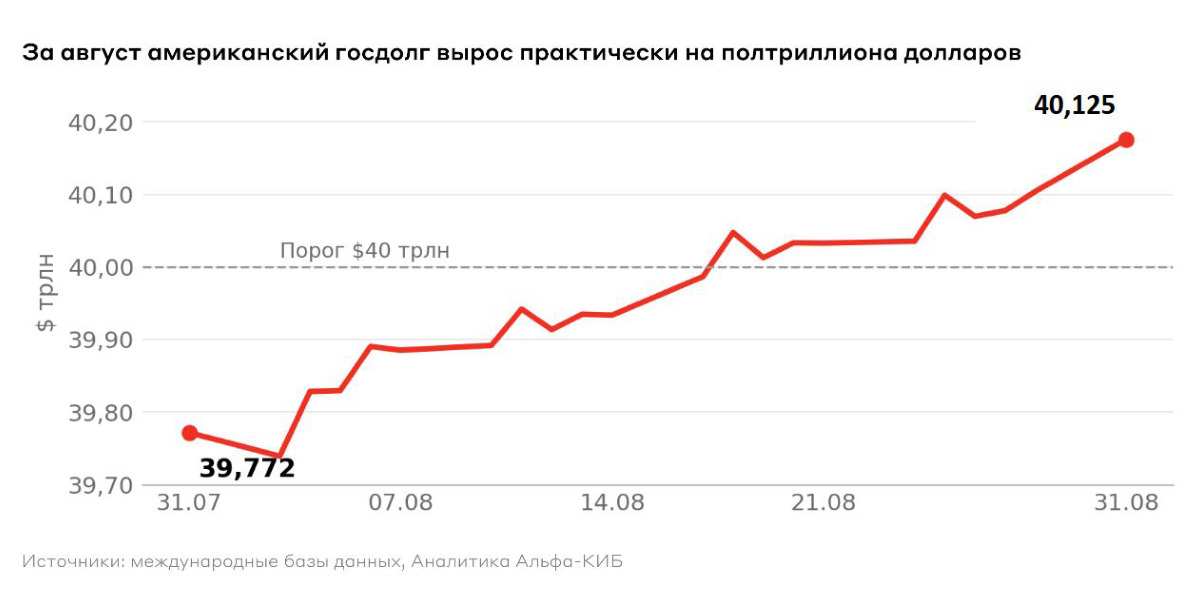 За август американский госдолг вырос практически на полтриллиона долларов
40,125
40,20
40,10
Порог $40 трлн
40,00
$ трлн
39,90
39,80
39,772
39,70
31.07 07.08 14.08 21.08 31.08
Источники: международные базы данных, Аналитика Альфа-КИБ